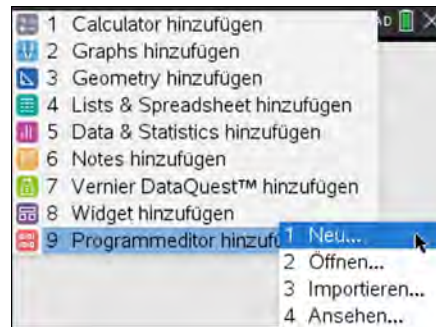 1 Calculator hinzufügen
AD
2 Graphs hinzufügen
3 Geometry hinzufügen
4 Lists & Spreadsheet hinzufügen
5 Data & Statistics hinzufügen
6 Notes hinzufügen
7 Vernier DataQuest™ hinzufügen
8 Widget hinzufügen
9 Programmeditor hinzufü
1 Neu...
2 Öffnen...
3 Importieren...
4 Ansehen...